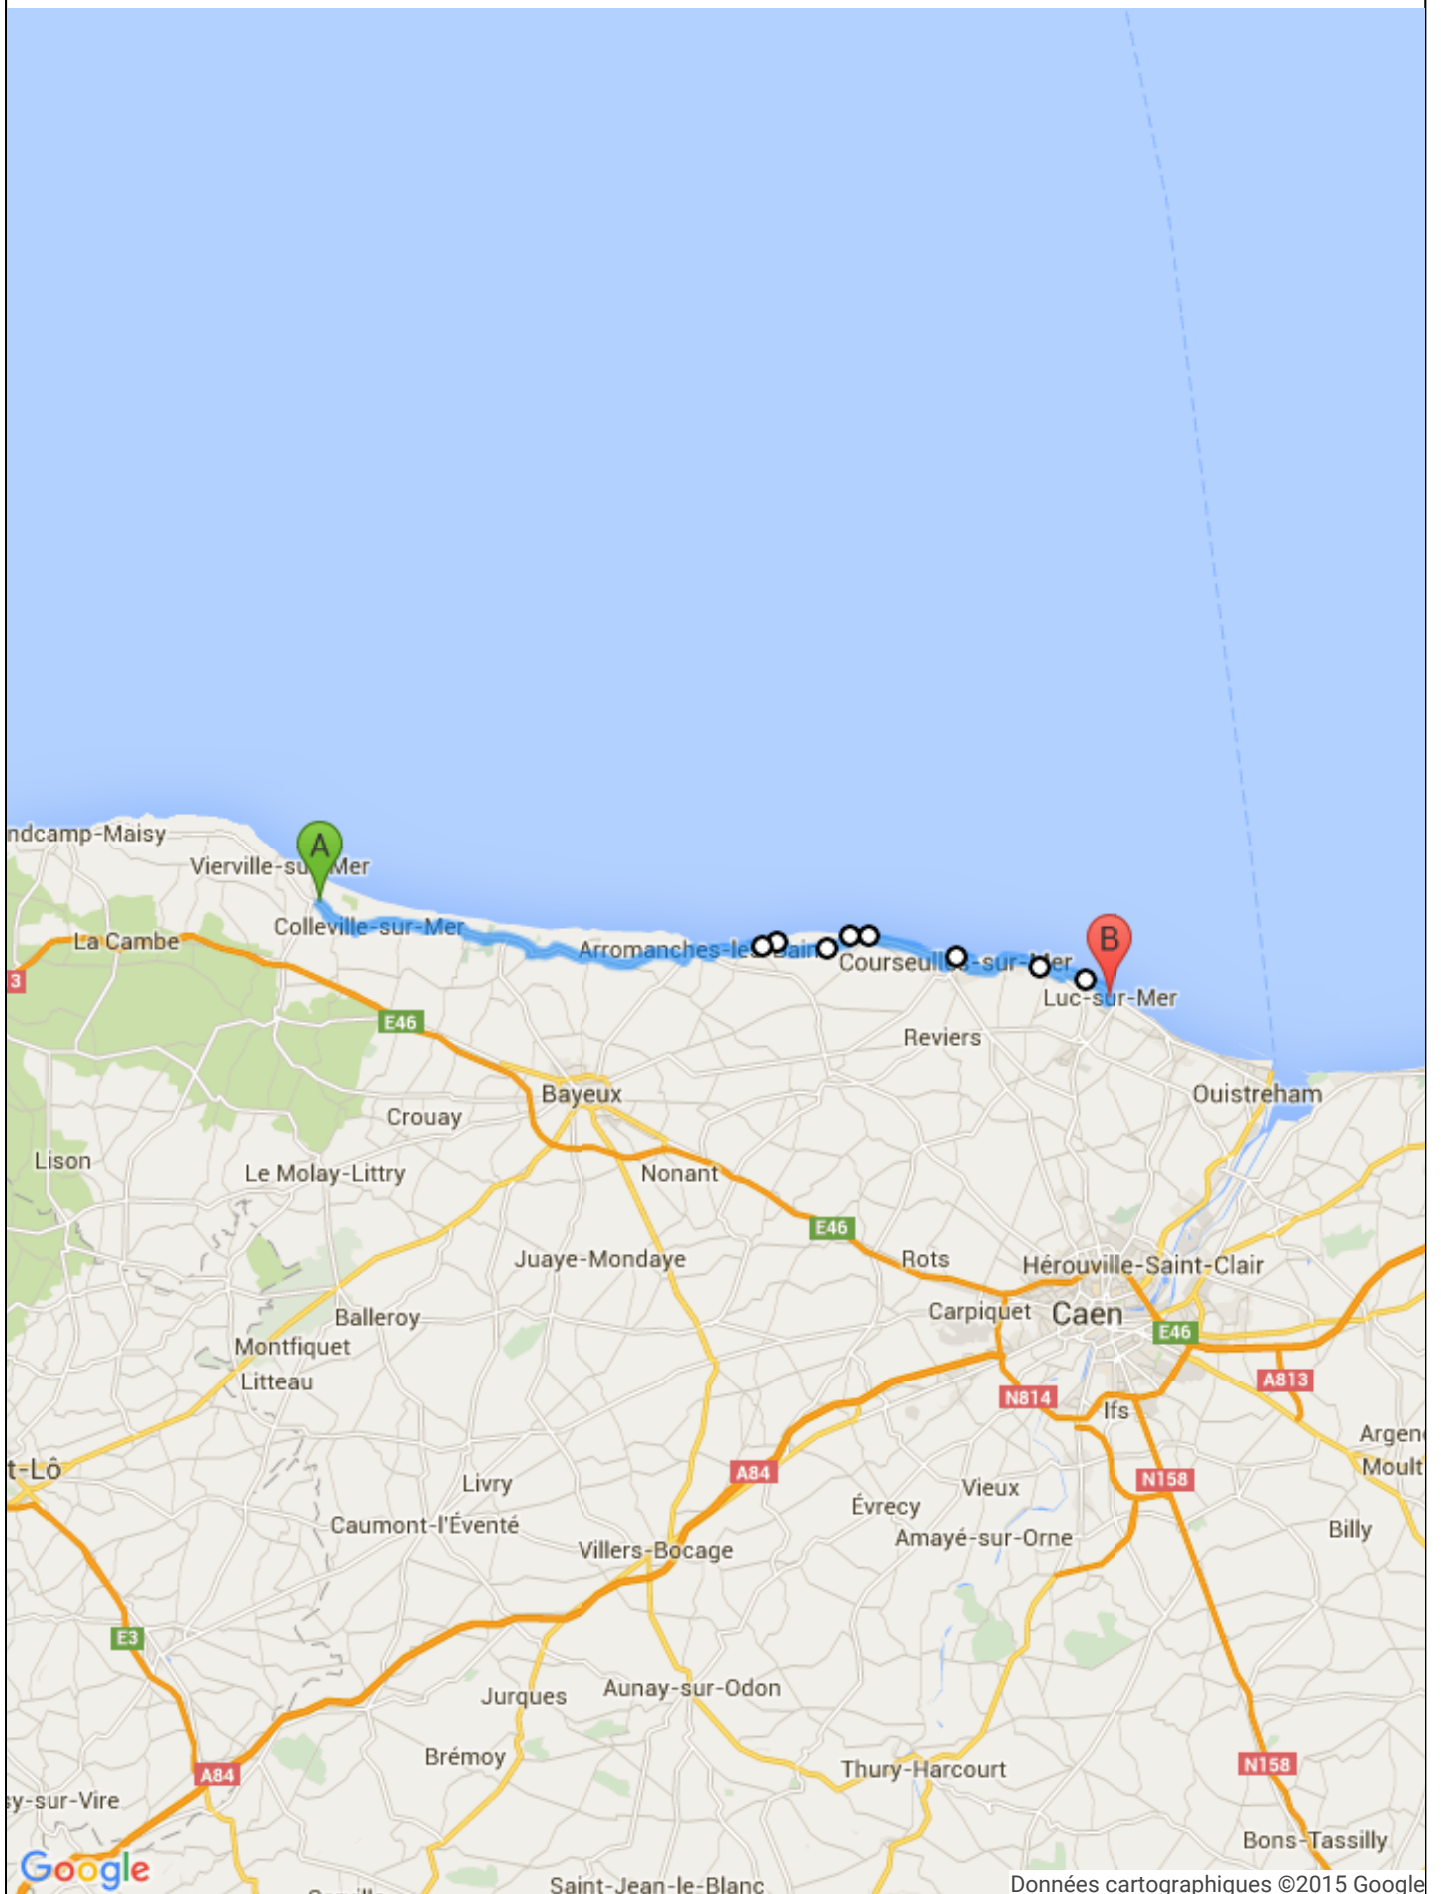 ndcamp-Maisy
A
Vierville-sur-Mer
Colleville-sur-Mer
La Cambe
B
Arromanches-les-Bains
Courseulles-sur-Mer
3
Luc-sur-Mer
E46
Reviers
Bayeux
Ouistreham
Crouay
Lison
Le Molay-Littry
Nonant
E46
Juaye-Mondaye
Rots
Hérouville-Saint-Clair
Balleroy
Carpiquet
Caen
E46
Montfiquet
Litteau
A813
N814
Ifs
Argen
t-Lô
Moult
A84
N158
Livry
Vieux
Évrecy
Caumont-l'Éventé
Billy
Amayé-sur-Orne
Villers-Bocage
E3
Jurques
Aunay-sur-Odon
Brémoy
N158
Thury-Harcourt
A84
sy-sur-Vire
Bons-Tassilly
Google
Saint-Jean-le-Blanc
Données cartographiques ©2015 Google